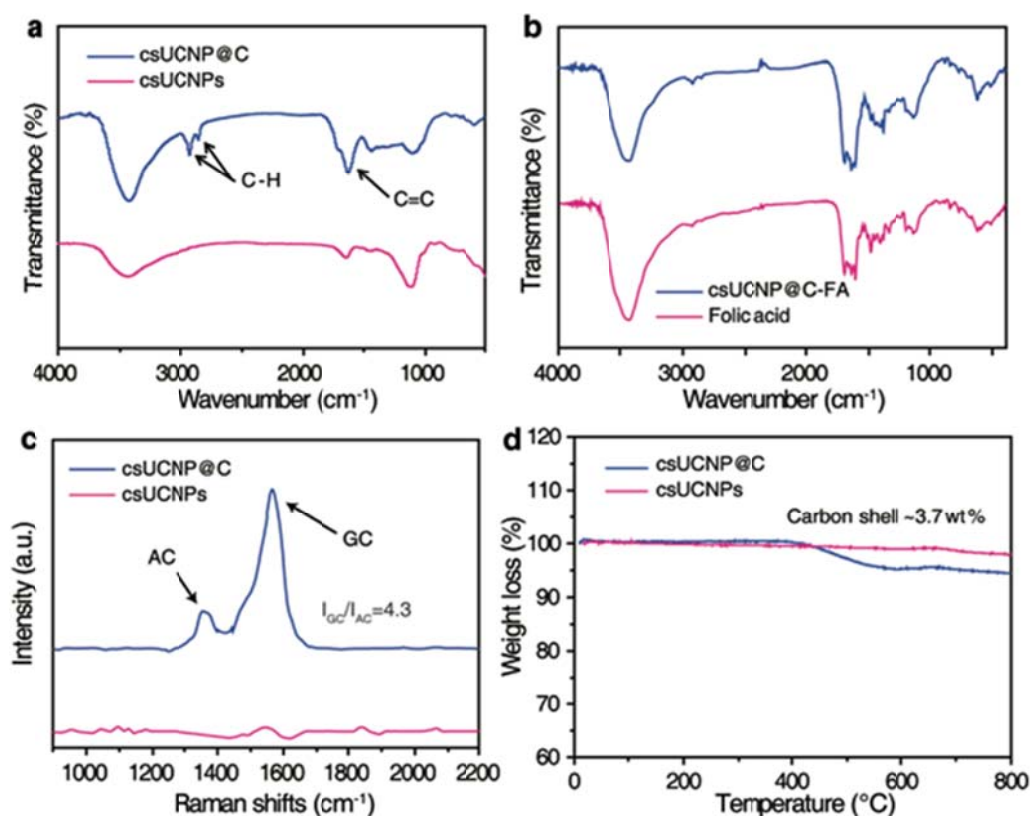 a
csUCNP@C
csUCNPs
C-H
C=C
Transmittance (%)
4000
3000
2000
1000
Wavenumber (cm⁻¹)
b
csUCNP@C-FA
Folic acid
Transmittance (%)
4000
3000
2000
1000
Wavenumber (cm⁻¹)
c
csUCNP@C
csUCNPs
AC
GC
I_GC/I_AC=4.3
Intensity (a.u.)
1000
1200
1400
1600
1800
2000
2200
Raman shifts (cm⁻¹)
d
csUCNP@C
csUCNPs
Carbon shell ~3.7 wt%
Weight loss (%)
120
110
100
90
80
70
60
0
200
400
600
800
Temperature (°C)